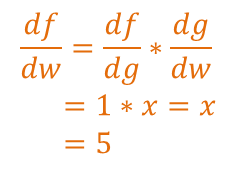 df/dw = df/dg * dg/dw
= 1 * x = x
= 5